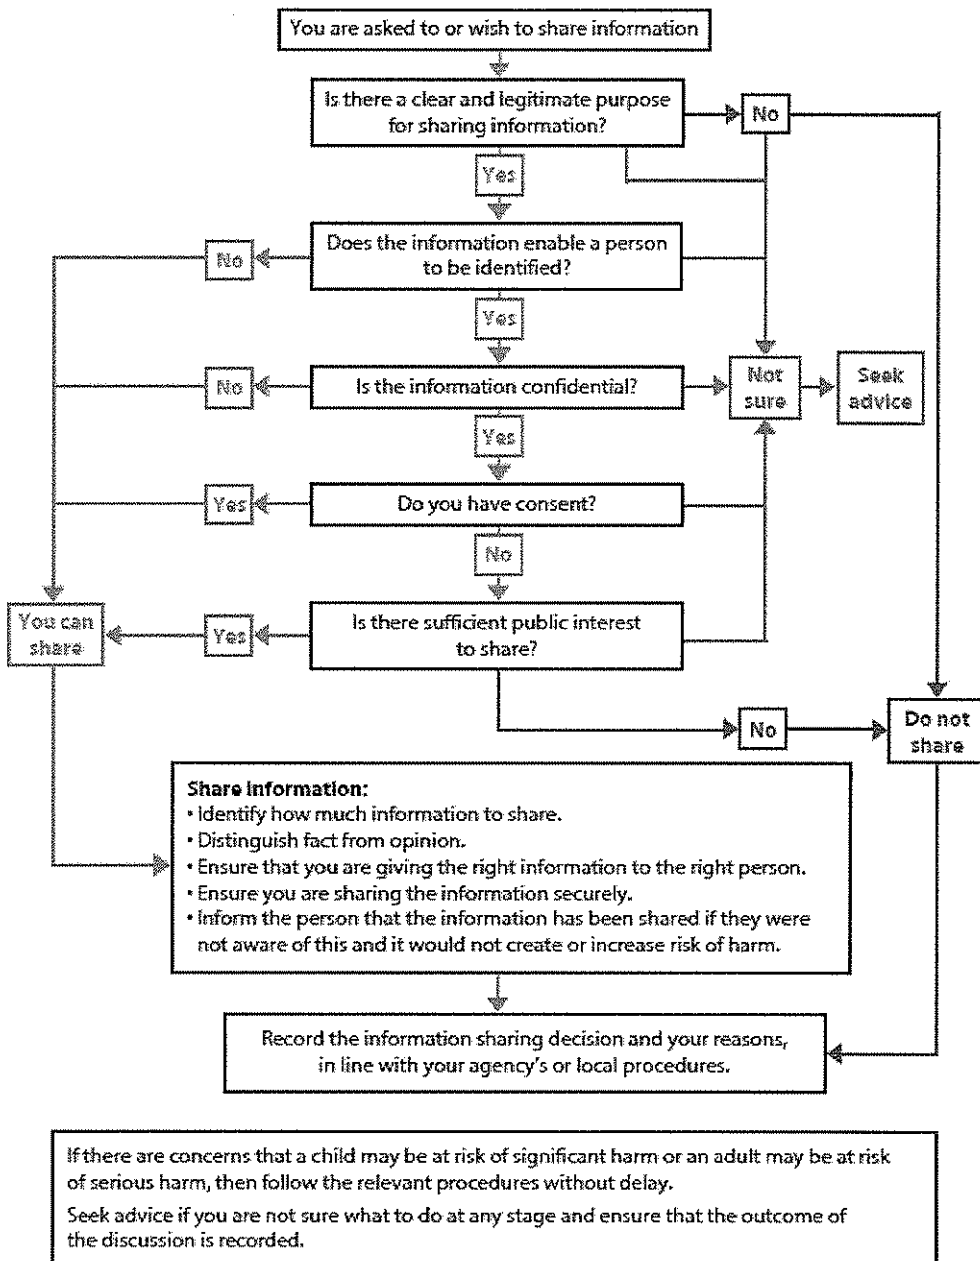 You are asked to or wish to share information
Is there a clear and legitimate purpose
for sharing information?
No
Yes
Does the information enable a person
to be identified?
No
Yes
Is the information confidential?
No
Not
sure
Seek
advice
Yes
Do you have consent?
Yes
No
Is there sufficient public interest
to share?
Yes
You can
share
No
Do not
share
Share information:
• Identify how much information to share.
• Distinguish fact from opinion.
• Ensure that you are giving the right information to the right person.
• Ensure you are sharing the information securely.
• Inform the person that the information has been shared if they were
not aware of this and it would not create or increase risk of harm.
Record the information sharing decision and your reasons,
in line with your agency's or local procedures.
If there are concerns that a child may be at risk of significant harm or an adult may be at risk
of serious harm, then follow the relevant procedures without delay.
Seek advice if you are not sure what to do at any stage and ensure that the outcome of
the discussion is recorded.